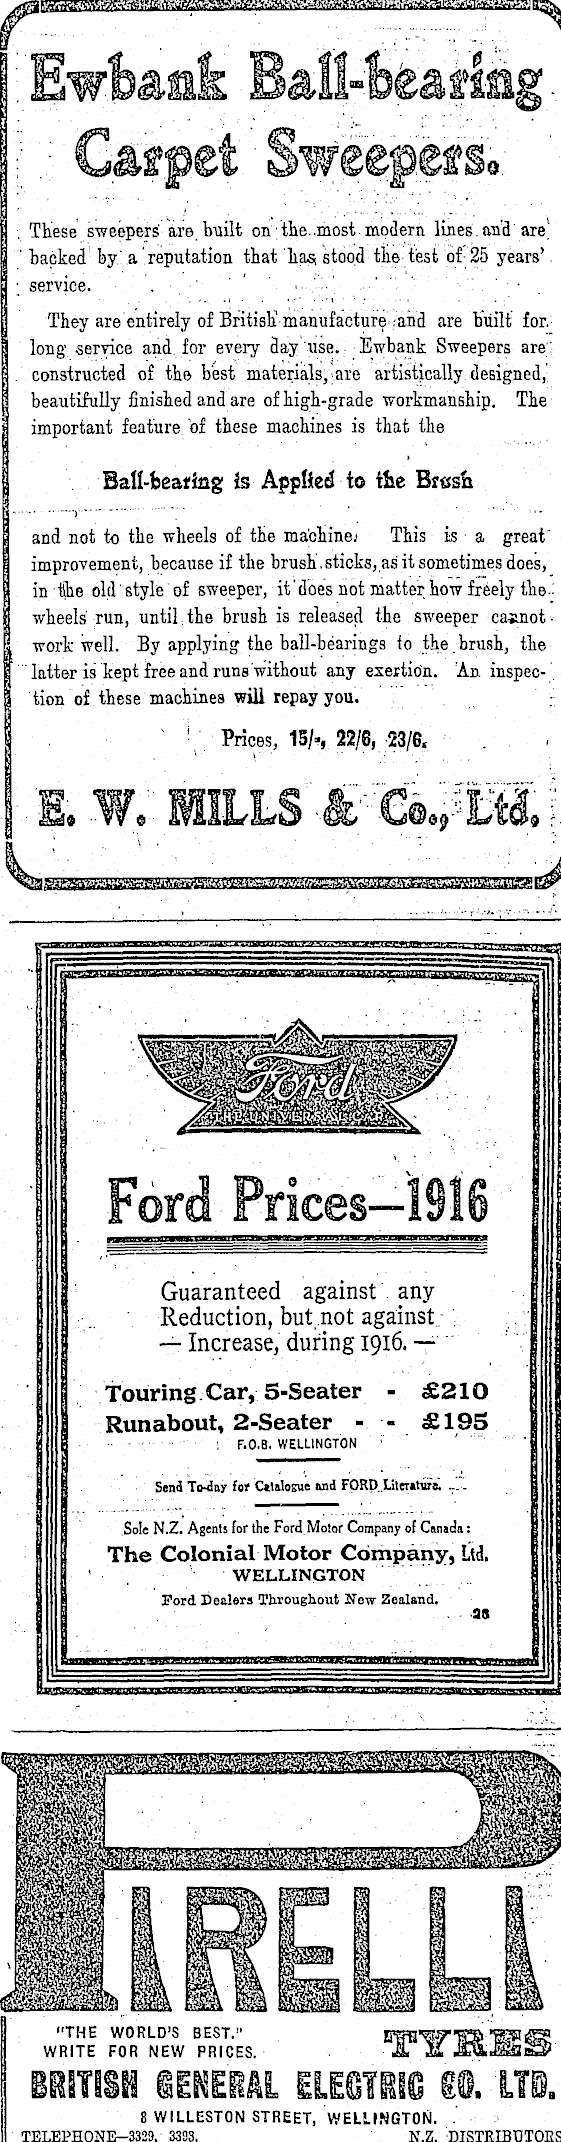 Ewbank Ball-bearing
Carpet Sweepers.
These sweepers are built on the most modern lines and are
backed by a reputation that has stood the test of 25 years'
service.
They are entirely of British manufacture and are built for
long service and for every day use. Ewbank Sweepers are
constructed of the best materials, are artistically designed,
beautifully finished and are of high-grade workmanship. The
important feature of these machines is that the
Ball-bearing is Applied to the Brush
and not to the wheels of the machine. This is a great
improvement, because if the brush sticks, as it sometimes does,
in the old style of sweeper, it does not matter how freely the
wheels run, until the brush is released the sweeper cannot
work well. By applying the ball-bearings to the brush, the
latter is kept free and runs without any exertion. An inspec-
tion of these machines will repay you.
Prices, 15/-, 22/6, 23/6.
E. W. MILLS & Co., Ltd.
Ford
THE UNIVERSAL CAR
Ford Prices—1916
Guaranteed against any
Reduction, but not against
— Increase, during 1916. —
Touring Car, 5-Seater - £210
Runabout, 2-Seater - - £195
F.O.B. WELLINGTON
Send To-day for Catalogue and FORD Literature.
Sole N.Z. Agents for the Ford Motor Company of Canada:
The Colonial Motor Company, Ltd.
WELLINGTON
Ford Dealers Throughout New Zealand.
28
PIRELLI
"THE WORLD'S BEST."
WRITE FOR NEW PRICES.
TYRES
BRITISH GENERAL ELECTRIC CO. LTD.
8 WILLESTON STREET, WELLINGTON.
TELEPHONE—3329, 3393. N.Z. DISTRIBUTORS